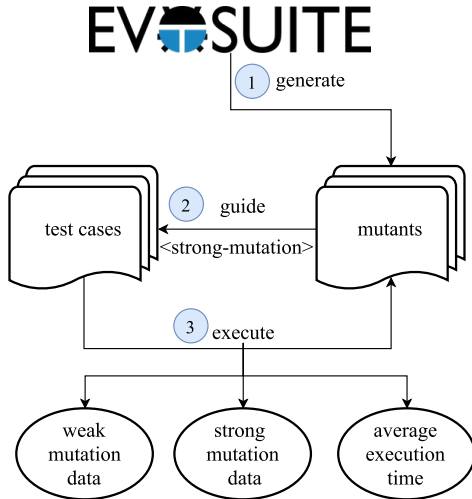 EVOSUITE
1 generate
test cases
2 guide
<strong-mutation>
mutants
3 execute
weak
mutation
data
strong
mutation
data
average
execution
time